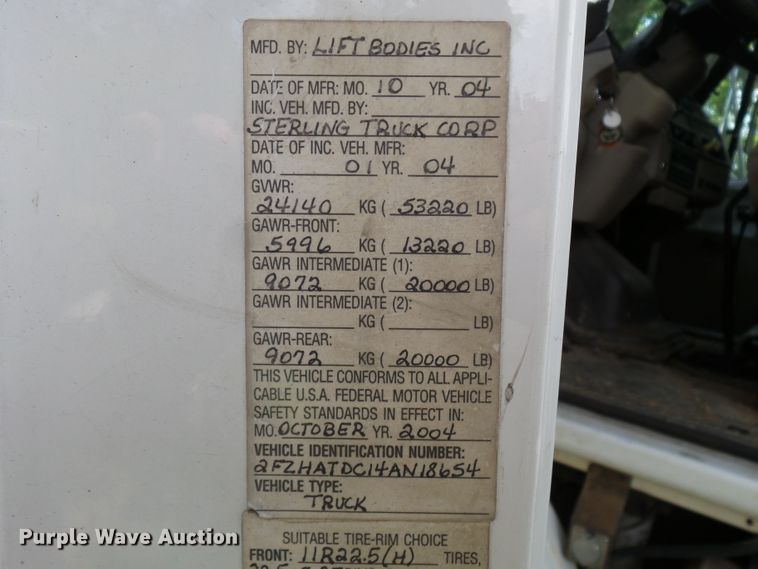 MFD. BY: LIFT BODIES INC
DATE OF MFR: MO. 10 YR. 04
INC. VEH. MFD. BY:
STERLING TRUCK CORP
DATE OF INC. VEH. MFR:
MO. 01 YR. 04
GVWR:
24140 KG ( 53220 LB)
GAWR-FRONT:
5996 KG ( 13220 LB)
GAWR INTERMEDIATE (1):
9072 KG ( 20000 LB)
GAWR INTERMEDIATE (2):
KG ( LB)
GAWR-REAR:
9072 KG ( 20000 LB)
THIS VEHICLE CONFORMS TO ALL APPLI-
CABLE U.S.A. FEDERAL MOTOR VEHICLE
SAFETY STANDARDS IN EFFECT IN:
MO. OCTOBER YR. 2004
VEHICLE IDENTIFICATION NUMBER:
2FZHATDC14AN18654
VEHICLE TYPE:
TRUCK
SUITABLE TIRE-RIM CHOICE
FRONT: 11R22.5(H) TIRES,
Purple Wave Auction